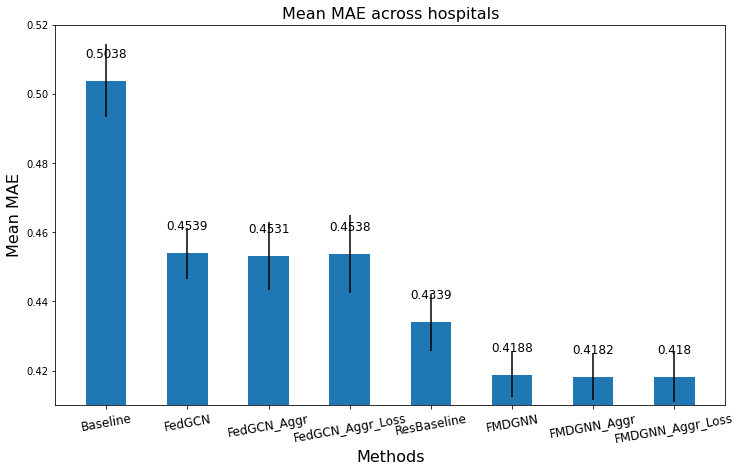 Mean MAE across hospitals
Mean MAE
0.52
0.50
0.48
0.46
0.44
0.42
0.5038
0.4539
0.4531
0.4538
0.4339
0.4188
0.4182
0.418
Baseline
FedGCN
FedGCN_Aggr
FedGCN_Aggr_Loss
ResBaseline
FMDGNN
FMDGNN_Aggr
FMDGNN_Aggr_Loss
Methods